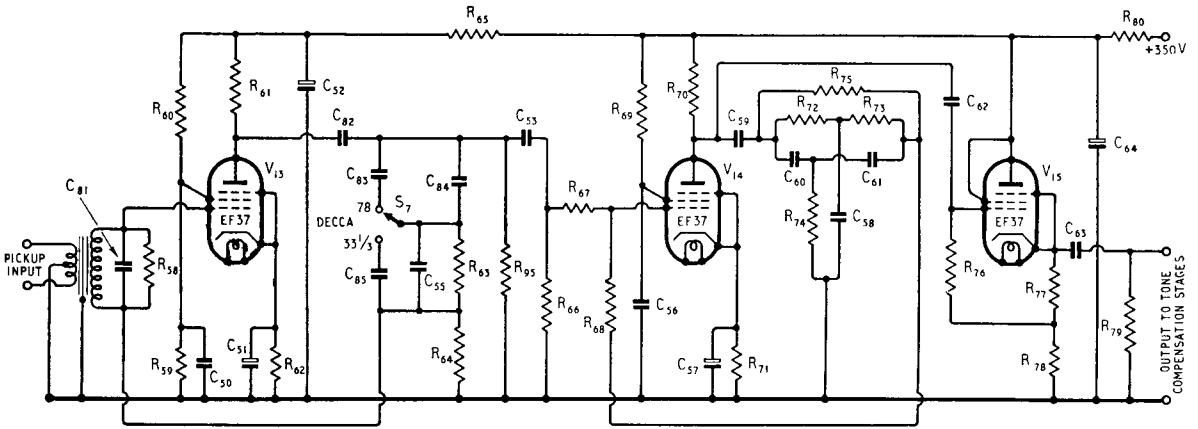 R65
R80
+350V
R60
R61
C52
R69
R70
R75
R72
R73
C62
C64
C82
C53
C59
C81
V13
C83
C84
R67
V14
C60
C61
V15
EF37
78
S7
DECCA
33⅓
EF37
R74
C58
EF37
C63
PICKUP
INPUT
R58
C85
C55
R63
R95
R66
R68
C56
R76
R77
R79
R59
C50
C51
R62
R64
C57
R71
R78
OUTPUT TO TONE
COMPENSATION STAGES